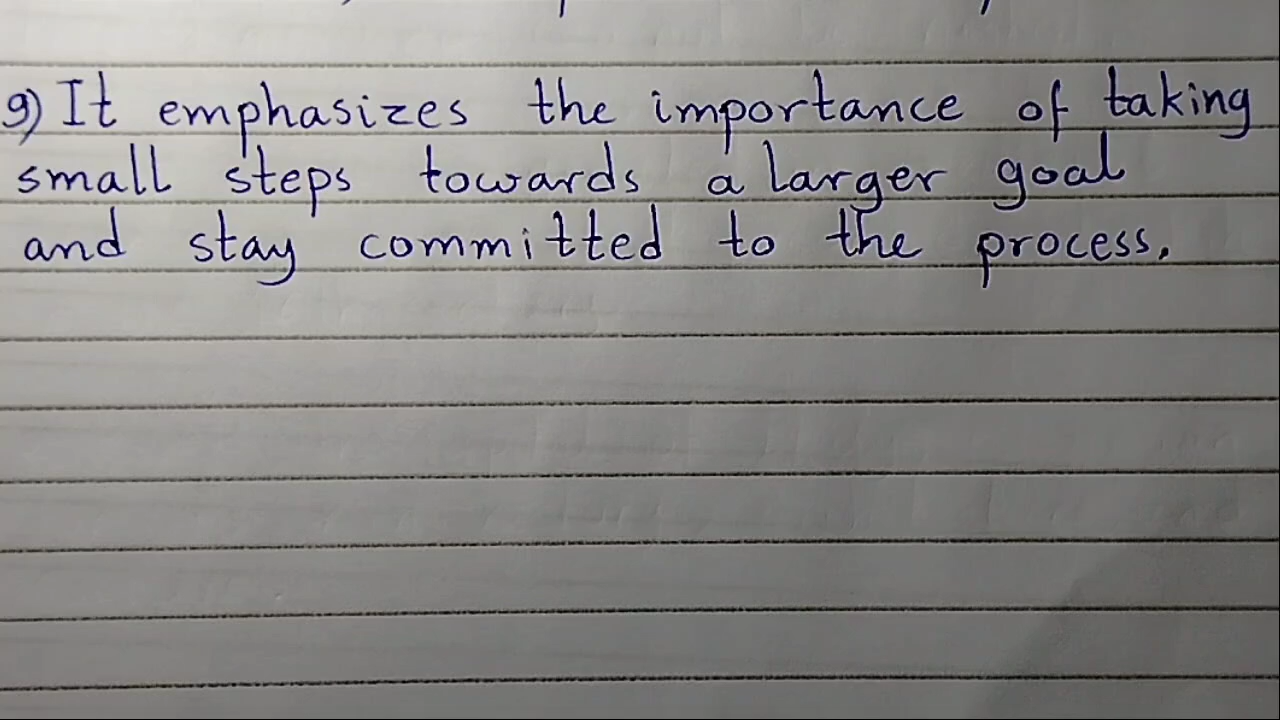 9) It emphasizes the importance of taking
small steps towards a larger goal
and stay committed to the process.